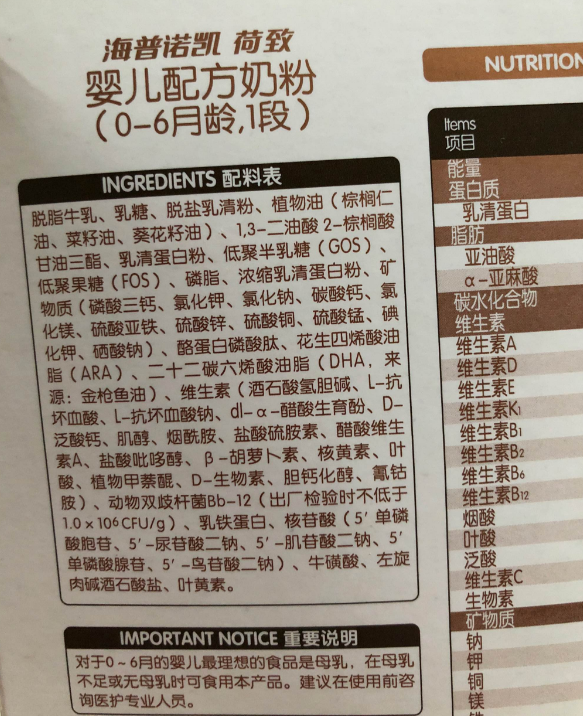 海普诺凯 荷致
婴儿配方奶粉
(0-6月龄,1段)
INGREDIENTS 配料表
脱脂牛乳、乳糖、脱盐乳清粉、植物油(棕榈仁
油、菜籽油、葵花籽油)、1,3-二油酸2-棕榈酸
甘油三酯、乳清蛋白粉、低聚半乳糖(GOS)、
低聚果糖(FOS)、磷脂、浓缩乳清蛋白粉、矿
物质(磷酸三钙、氯化钾、氯化钠、碳酸钙、氯
化镁、硫酸亚铁、硫酸锌、硫酸铜、硫酸锰、碘
化钾、硒酸钠)、酪蛋白磷酸肽、花生四烯酸油
脂(ARA)、二十二碳六烯酸油脂(DHA,来
源:金枪鱼油)、维生素(酒石酸氢胆碱、L-抗
坏血酸、L-抗坏血酸钠、dl-α-醋酸生育酚、D-
泛酸钙、肌醇、烟酰胺、盐酸硫胺素、醋酸维生
素A、盐酸吡哆醇、β-胡萝卜素、核黄素、叶
酸、植物甲萘醌、D-生物素、胆钙化醇、氰钴
胺)、动物双歧杆菌Bb-12(出厂检验时不低于
1.0×10⁶CFU/g)、乳铁蛋白、核苷酸(5′单磷
酸胞苷、5′-尿苷酸二钠、5′-肌苷酸二钠、5′
单磷酸腺苷、5′-鸟苷酸二钠)、牛磺酸、左旋
肉碱酒石酸盐、叶黄素。
IMPORTANT NOTICE 重要说明
对于0~6月的婴儿最理想的食品是母乳,在母乳
不足或无母乳时可食用本产品。建议在使用前咨
询医护专业人员。
NUTRITION
Items
项目
能量
蛋白质
乳清蛋白
脂肪
亚油酸
α-亚麻酸
碳水化合物
维生素
维生素A
维生素D
维生素E
维生素K₁
维生素B₁
维生素B₂
维生素B₆
维生素B₁₂
烟酸
叶酸
泛酸
维生素C
生物素
矿物质
钠
钾
铜
镁